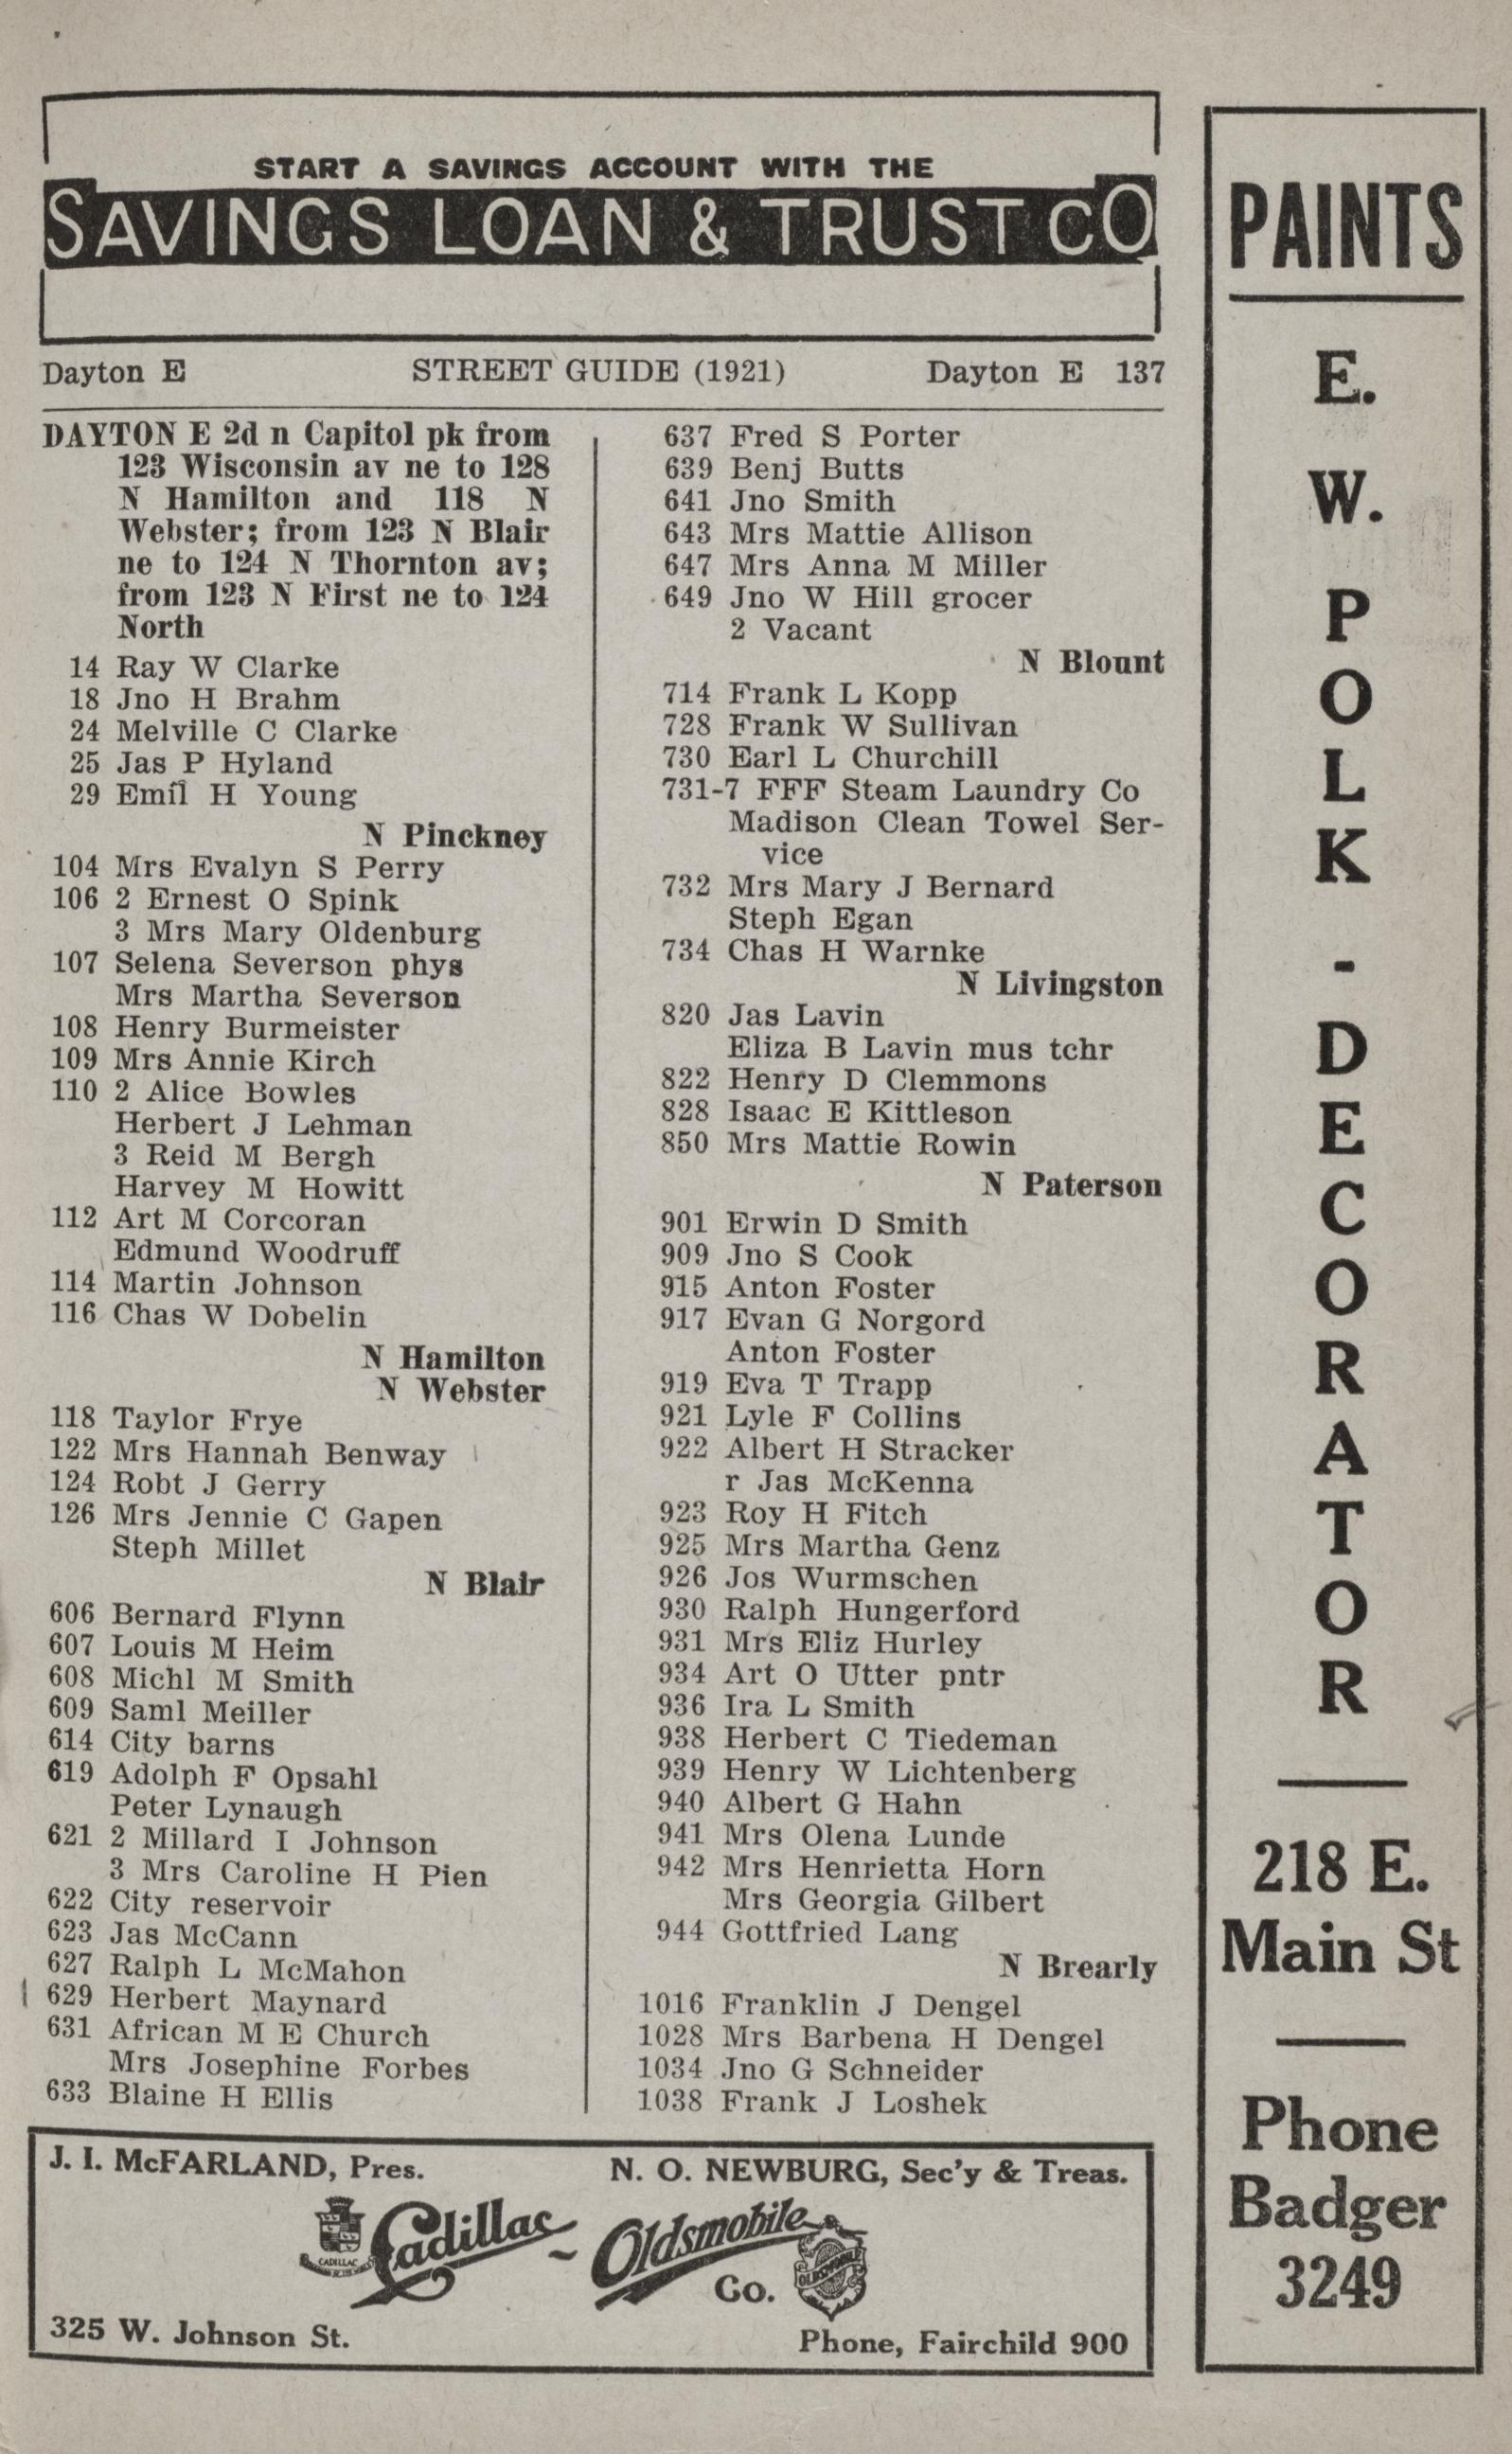 START A SAVINGS ACCOUNT WITH THE
SAVINGS LOAN & TRUST CO
Dayton E STREET GUIDE (1921) Dayton E 137
DAYTON E 2d n Capitol pk from
123 Wisconsin av ne to 128
N Hamilton and 118 N
Webster; from 123 N Blair
ne to 124 N Thornton av;
from 123 N First ne to 124
North
14 Ray W Clarke
18 Jno H Brahm
24 Melville C Clarke
25 Jas P Hyland
29 Emil H Young
N Pinckney
104 Mrs Evalyn S Perry
106 2 Ernest O Spink
3 Mrs Mary Oldenburg
107 Selena Severson phys
Mrs Martha Severson
108 Henry Burmeister
109 Mrs Annie Kirch
110 2 Alice Bowles
Herbert J Lehman
3 Reid M Bergh
Harvey M Howitt
112 Art M Corcoran
Edmund Woodruff
114 Martin Johnson
116 Chas W Dobelin
N Hamilton
N Webster
118 Taylor Frye
122 Mrs Hannah Benway
124 Robt J Gerry
126 Mrs Jennie C Gapen
Steph Millet
N Blair
606 Bernard Flynn
607 Louis M Heim
608 Michl M Smith
609 Saml Meiller
614 City barns
619 Adolph F Opsahl
Peter Lynaugh
621 2 Millard I Johnson
3 Mrs Caroline H Pien
622 City reservoir
623 Jas McCann
627 Ralph L McMahon
629 Herbert Maynard
631 African M E Church
Mrs Josephine Forbes
633 Blaine H Ellis
637 Fred S Porter
639 Benj Butts
641 Jno Smith
643 Mrs Mattie Allison
647 Mrs Anna M Miller
649 Jno W Hill grocer
2 Vacant
N Blount
714 Frank L Kopp
728 Frank W Sullivan
730 Earl L Churchill
731-7 FFF Steam Laundry Co
Madison Clean Towel Ser-
vice
732 Mrs Mary J Bernard
Steph Egan
734 Chas H Warnke
N Livingston
820 Jas Lavin
Eliza B Lavin mus tchr
822 Henry D Clemmons
828 Isaac E Kittleson
850 Mrs Mattie Rowin
N Paterson
901 Erwin D Smith
909 Jno S Cook
915 Anton Foster
917 Evan G Norgord
Anton Foster
919 Eva T Trapp
921 Lyle F Collins
922 Albert H Stracker
r Jas McKenna
923 Roy H Fitch
925 Mrs Martha Genz
926 Jos Wurmschen
930 Ralph Hungerford
931 Mrs Eliz Hurley
934 Art O Utter pntr
936 Ira L Smith
938 Herbert C Tiedeman
939 Henry W Lichtenberg
940 Albert G Hahn
941 Mrs Olena Lunde
942 Mrs Henrietta Horn
Mrs Georgia Gilbert
944 Gottfried Lang
N Brearly
1016 Franklin J Dengel
1028 Mrs Barbena H Dengel
1034 Jno G Schneider
1038 Frank J Loshek
J. I. McFARLAND, Pres. N. O. NEWBURG, Sec'y & Treas.
CADILLAC
Cadillac - Oldsmobile
Co.
OLDSMOBILE
325 W. Johnson St. Phone, Fairchild 900
PAINTS
E.
W.
P
O
L
K
-
D
E
C
O
R
A
T
O
R
218 E.
Main St
Phone
Badger
3249